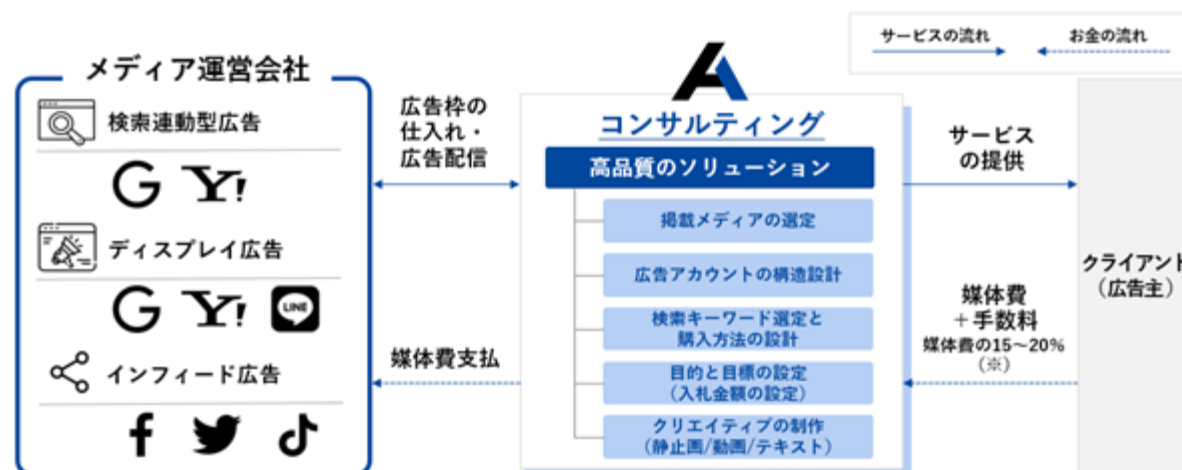 サービスの流れ
お金の流れ
メディア運営会社
検索連動型広告
G Y!
ディスプレイ広告
G Y! LINE
インフィード広告
f
広告枠の
仕入れ・
広告配信
媒体費支払
コンサルティング
高品質のソリューション
掲載メディアの選定
広告アカウントの構造設計
検索キーワード選定と
購入方法の設計
目的と目標の設定
(入札金額の設定)
クリエイティブの制作
(静止画/動画/テキスト)
サービス
の提供
媒体費
+手数料
媒体費の15~20%
(※)
クライアント
(広告主)